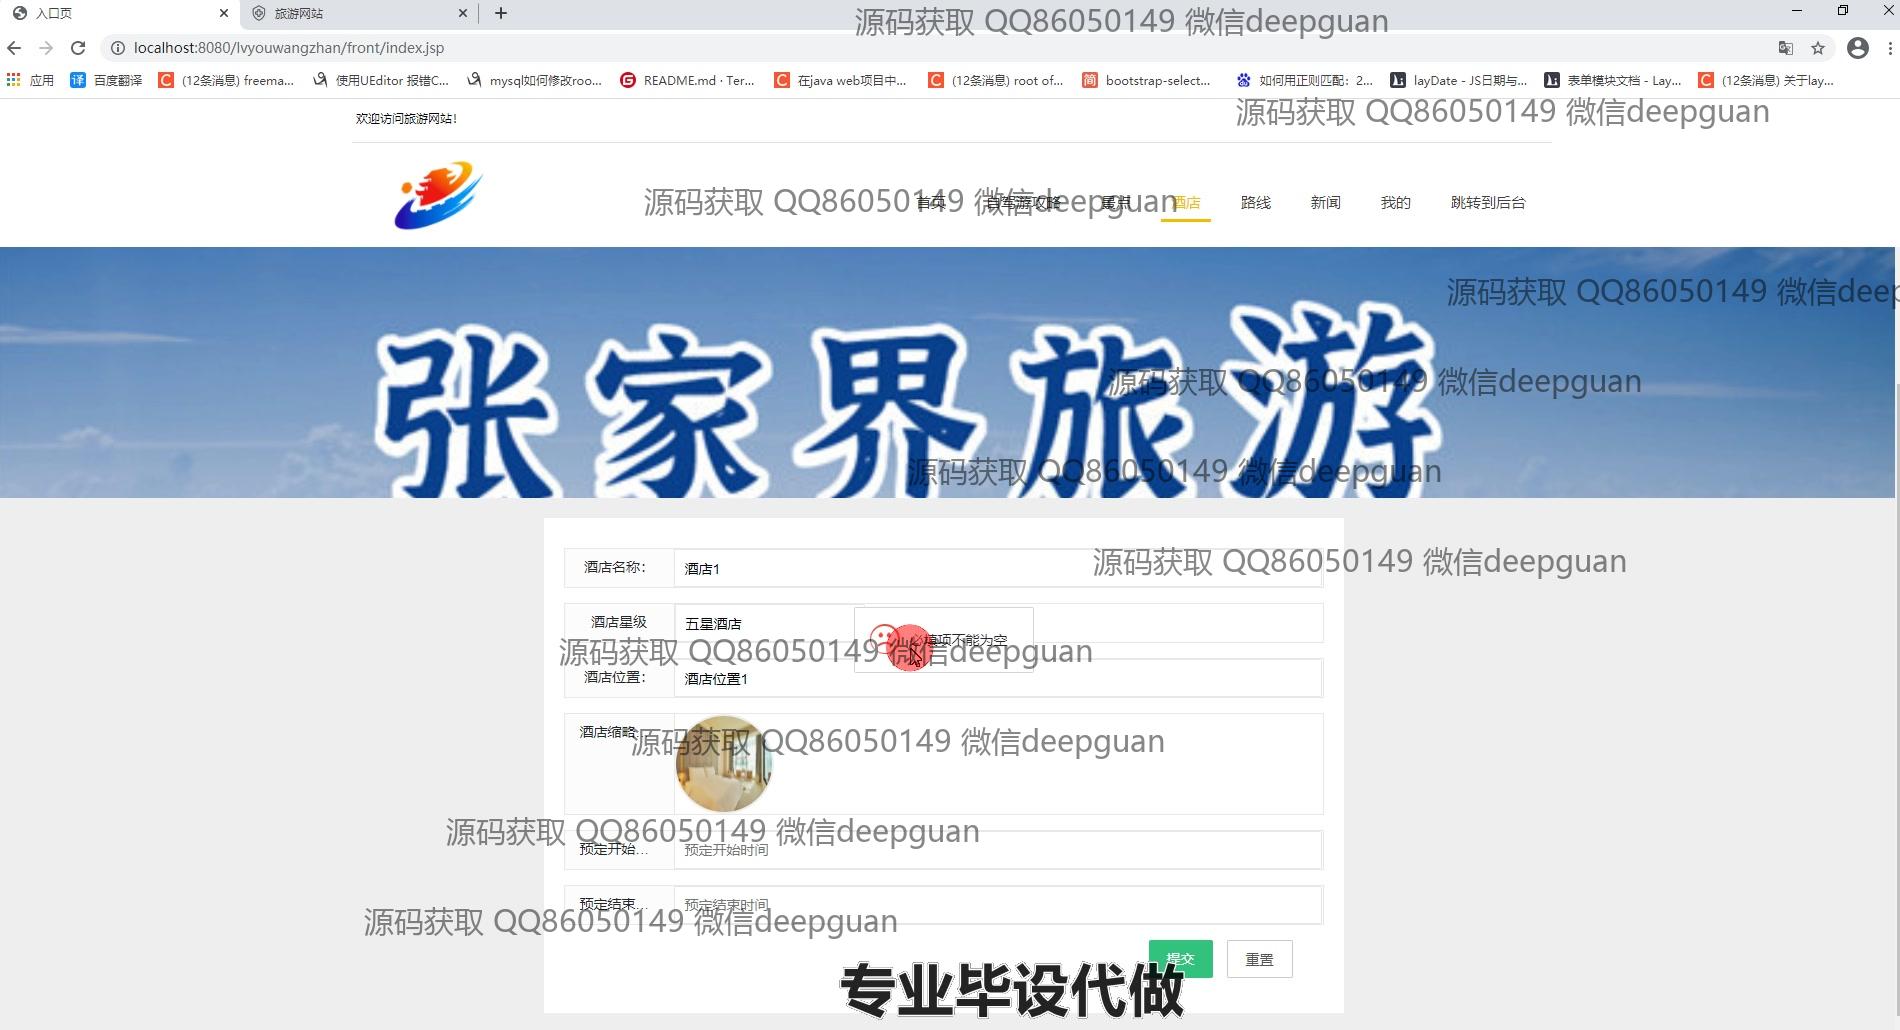 入口页
旅游网站
源码获取 QQ86050149 微信deepguan
localhost:8080/lvyouwangzhan/front/index.jsp
应用
百度翻译
(12条消息) freema...
使用UEditor 报错C...
mysql如何修改roo...
README.md · Ter...
在java web项目中...
(12条消息) root of...
bootstrap-select...
如何用正则匹配：2...
layDate - JS日期与...
表单模块文档 - Lay...
(12条消息) 关于lay...
源码获取 QQ86050149 微信deepguan
欢迎访问旅游网站!
源码获取 QQ86050149 微信deepguan
首页
自驾游攻略
景点
酒店
路线
新闻
我的
跳转到后台
源码获取 QQ86050149 微信deep
张家界旅游
源码获取 QQ86050149 微信deepguan
源码获取 QQ86050149 微信deepguan
酒店名称：
酒店1
源码获取 QQ86050149 微信deepguan
酒店星级
五星酒店
必填项不能为空
源码获取 QQ86050149 微信deepguan
酒店位置：
酒店位置1
酒店缩略
源码获取 QQ86050149 微信deepguan
源码获取 QQ86050149 微信deepguan
预定开始...
预定开始时间
预定结束...
预定结束时间
源码获取 QQ86050149 微信deepguan
提交
重置
专业毕设代做